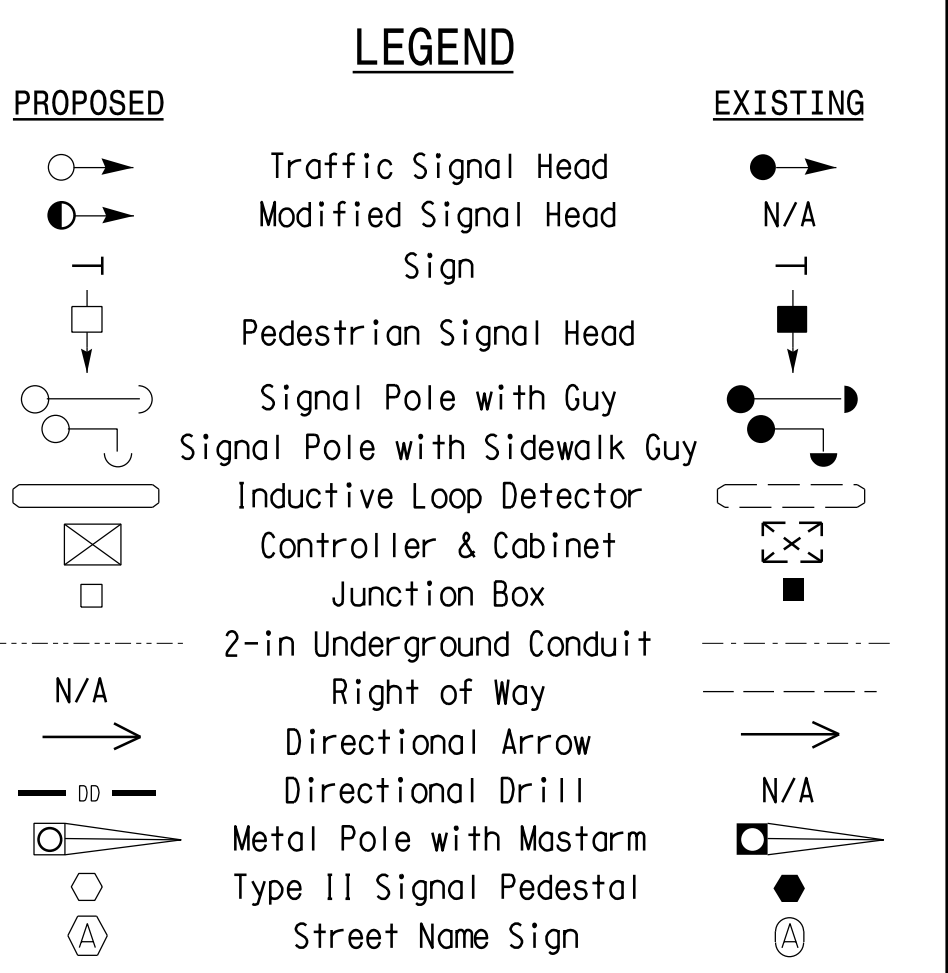 LEGEND
PROPOSED EXISTING
Traffic Signal Head
Modified Signal Head N/A
Sign
Pedestrian Signal Head
Signal Pole with Guy
Signal Pole with Sidewalk Guy
Inductive Loop Detector
Controller & Cabinet
Junction Box
2-in Underground Conduit
N/A Right of Way
Directional Arrow
DD Directional Drill N/A
Metal Pole with Mastarm
Type II Signal Pedestal
A Street Name Sign A